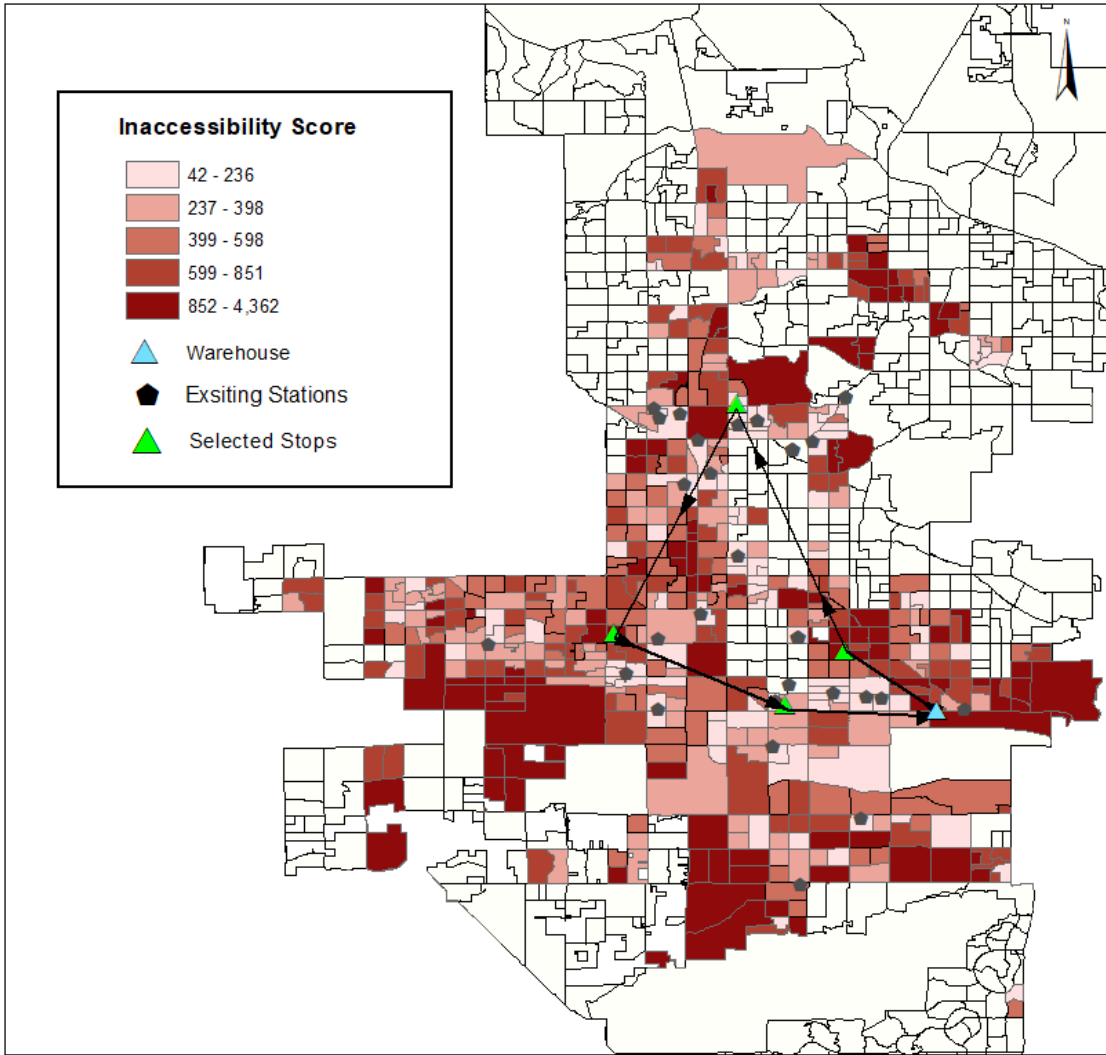 N
Inaccessibility Score
42 - 236
237 - 398
399 - 598
599 - 851
852 - 4,362
Warehouse
Exsiting Stations
Selected Stops